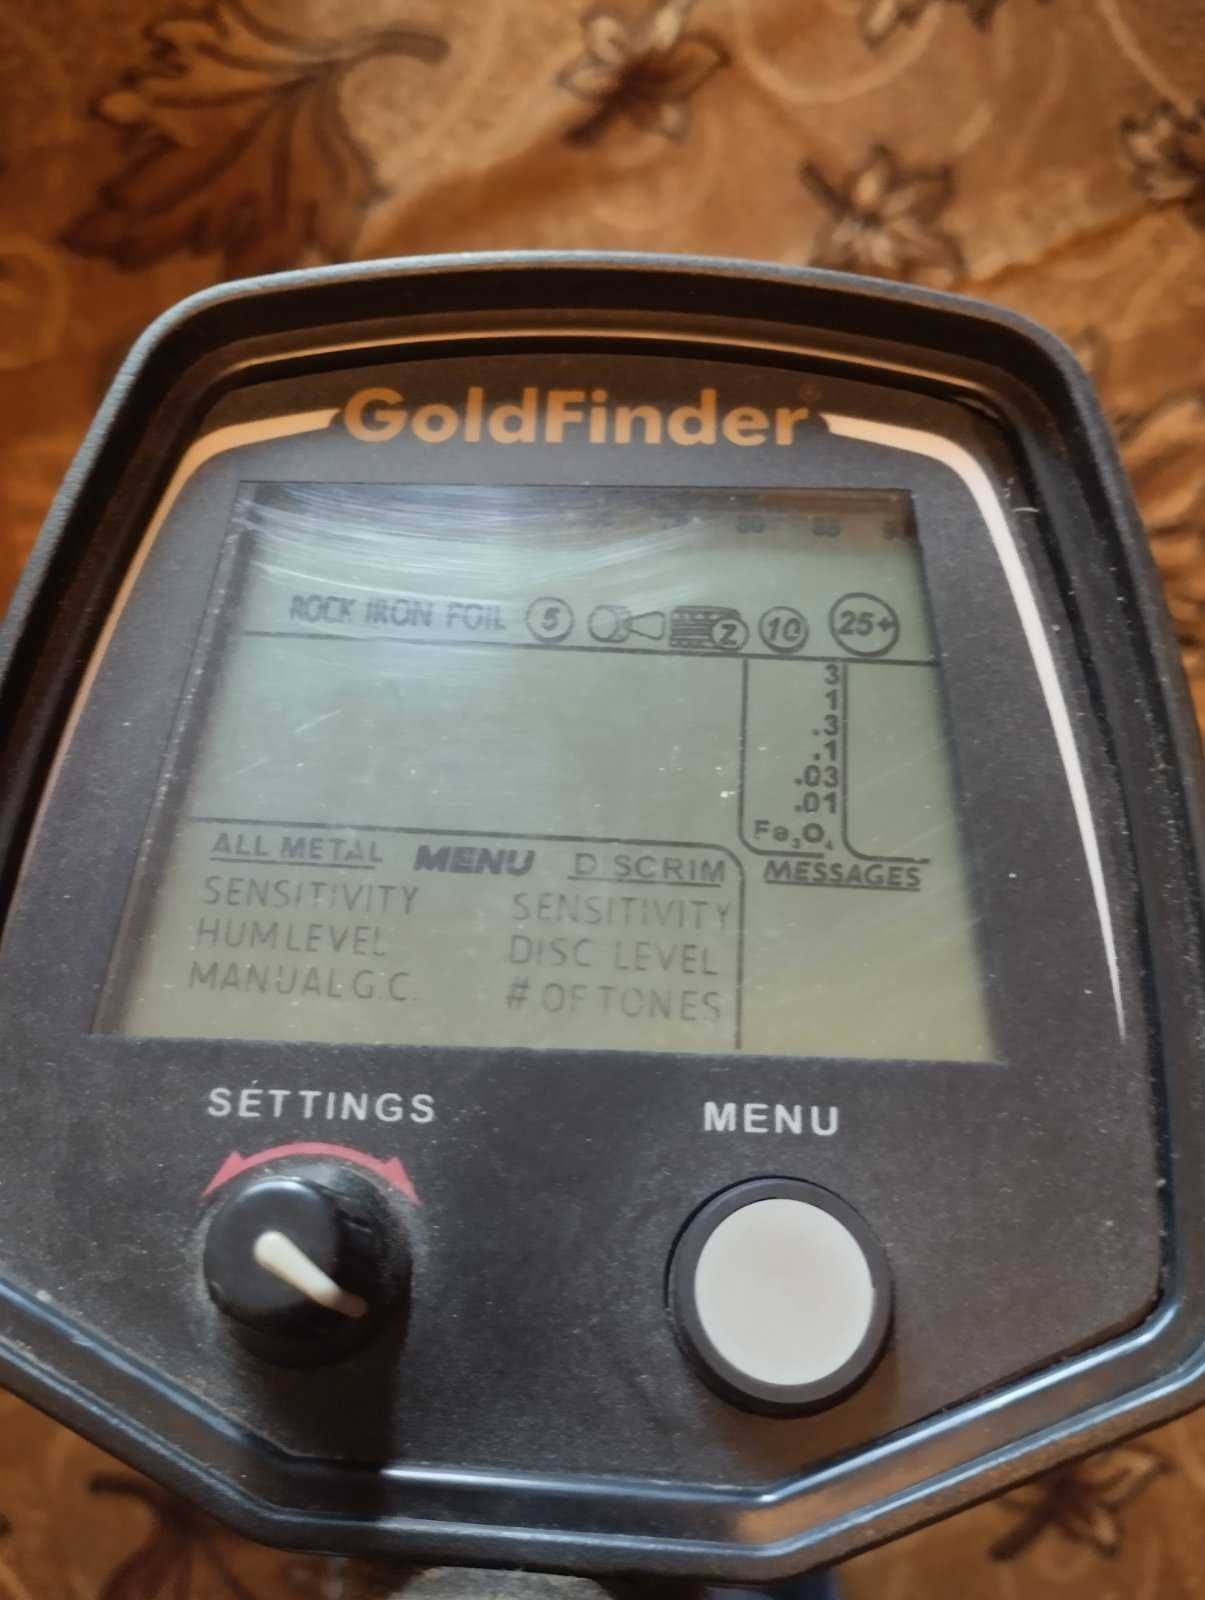 GoldFinder
ROCK IRON FOIL 5 Z 10 25+
3
1
.3
.1
.03
.01
Fe₃O₄
ALL METAL MENU DISCRIM MESSAGES
SENSITIVITY SENSITIVITY
HUM LEVEL DISC LEVEL
MANUAL G.C. # OF TONES
SETTINGS MENU